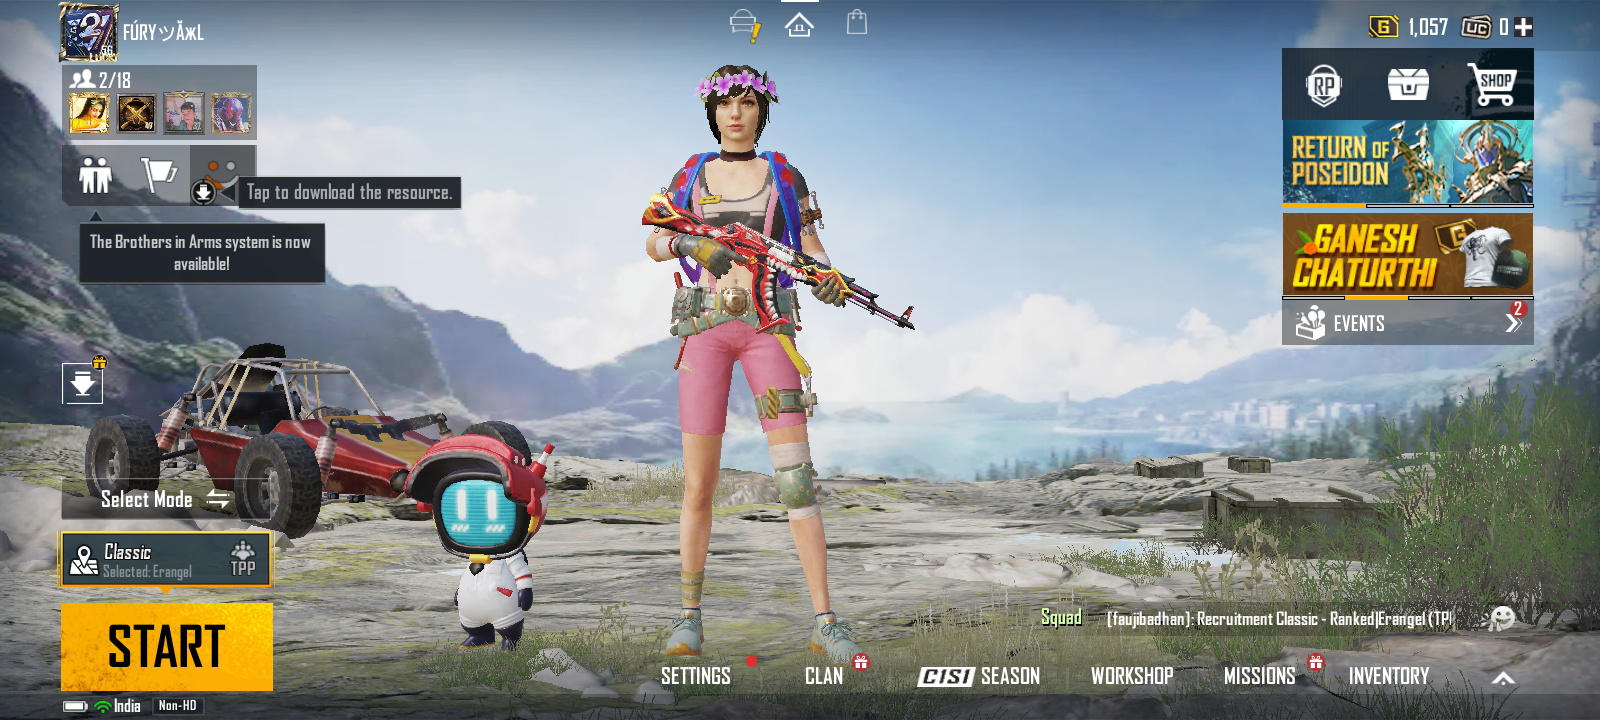 FÚRYツÄжL
2/18
Tap to download the resource.
The Brothers in Arms system is now
available!
1,057
UC
0
RP
SHOP
RETURN OF
POSEIDON
GANESH
CHATURTHI
EVENTS
2
Select Mode
Classic
Selected: Erangel
TPP
START
Squad
[faujibadhan]: Recruitment Classic - Ranked|Erangel (TP
SETTINGS
CLAN
C1S1 SEASON
WORKSHOP
MISSIONS
INVENTORY
India
Non-HD